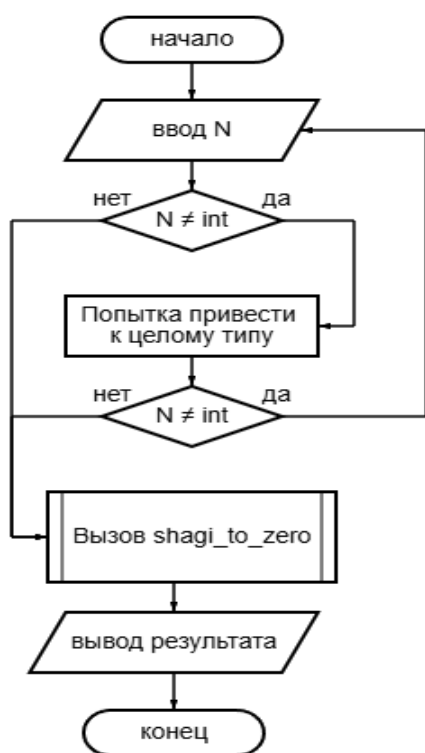 начало
ввод N
нет
да
N ≠ int
Попытка привести
к целому типу
нет
да
N ≠ int
Вызов shagi_to_zero
вывод результата
конец